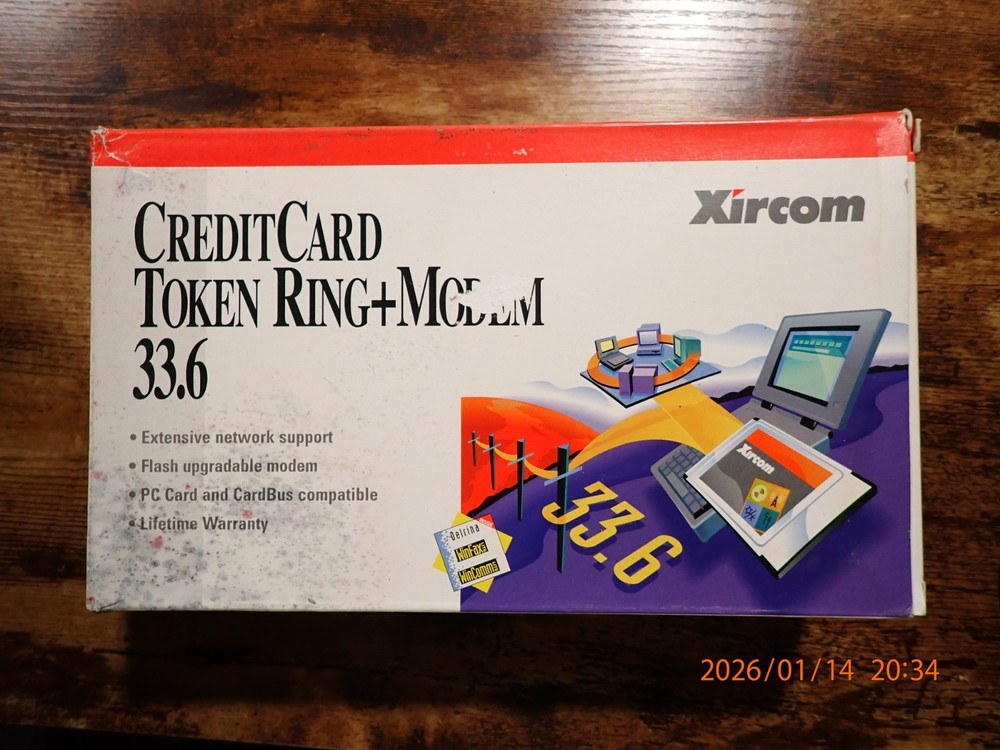 CREDITCARD
TOKEN RING+MODEM
33.6
Xircom
• Extensive network support
• Flash upgradable modem
• PC Card and CardBus compatible
• Lifetime Warranty
Xircom
33.6
Delrina
WinFax
WinComm
2026/01/14 20:34